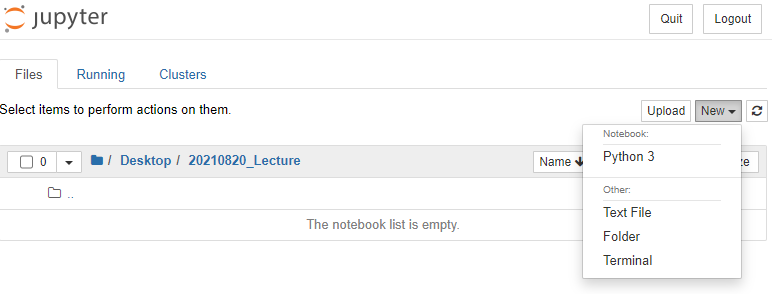 jupyter
Quit Logout
Files Running Clusters
Select items to perform actions on them.
Upload New
Notebook:
0 / Desktop / 20210820_Lecture Name
Python 3
Other:
..
Text File
The notebook list is empty.
Folder
Terminal